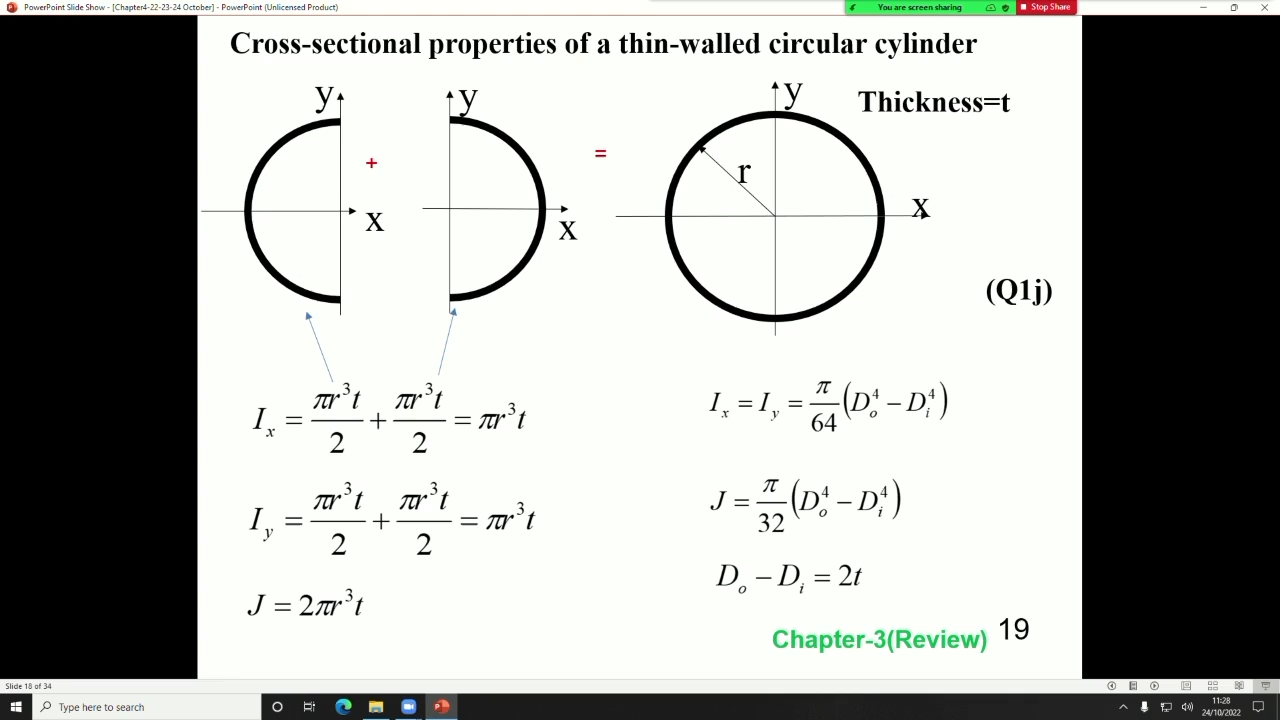 PowerPoint Slide Show - [Chapter4-22-23-24 October] - PowerPoint (Unlicensed Product)
You are screen sharing
Stop Share
Cross-sectional properties of a thin-walled circular cylinder
y
y
y
Thickness=t
+
=
r
x
x
x
(Q1j)
I_x = πr³t/2 + πr³t/2 = πr³t
I_x = I_y = π/64 (D_o⁴ − D_i⁴)
I_y = πr³t/2 + πr³t/2 = πr³t
J = π/32 (D_o⁴ − D_i⁴)
D_o − D_i = 2t
J = 2πr³t
Chapter-3(Review) 19
Slide 18 of 34
Type here to search
11:28
24/10/2022